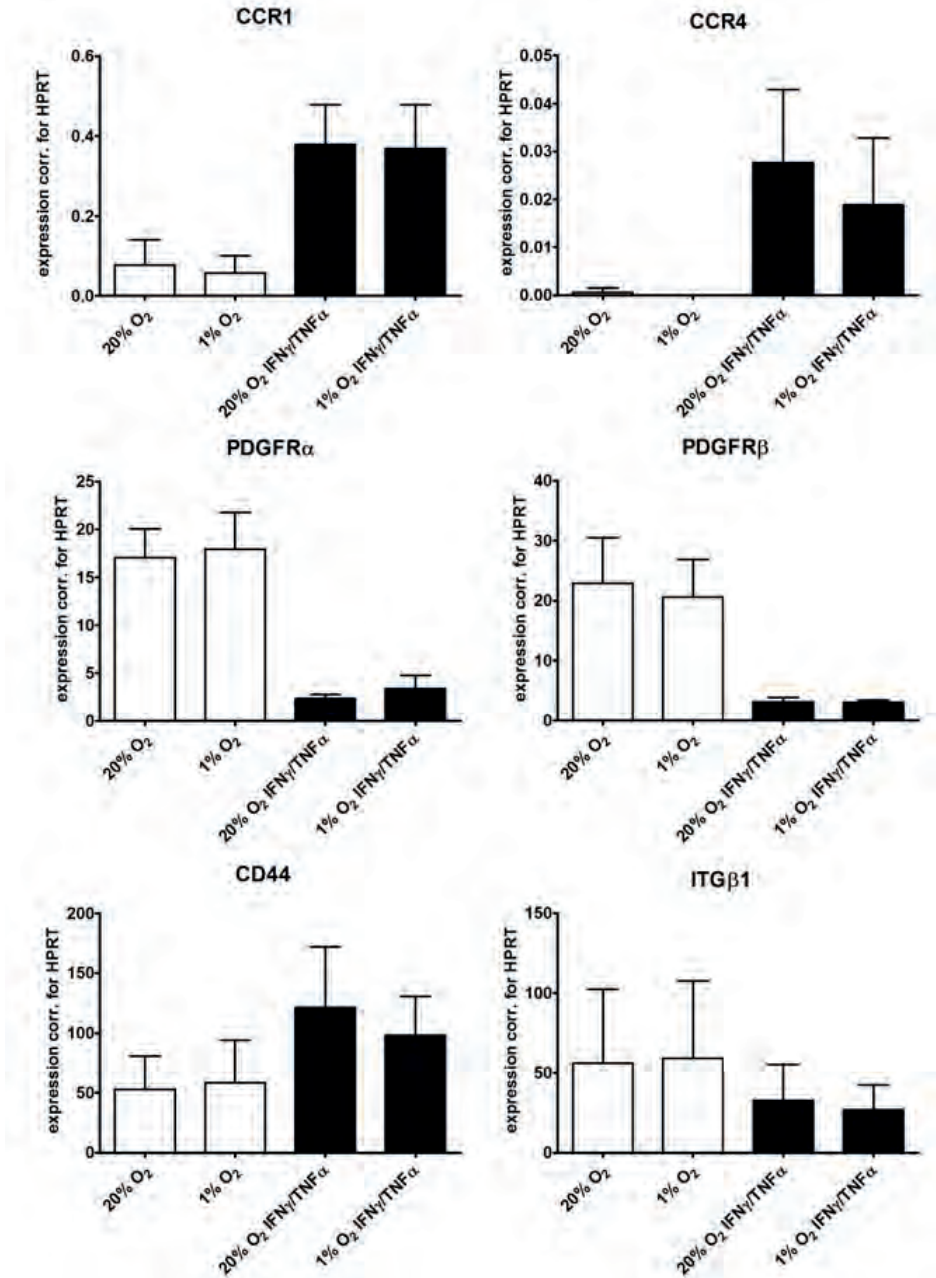 CCR1
expression corr. for HPRT
0.6
0.4
0.2
0.0
20% O₂
1% O₂
20% O₂ IFNγ/TNFα
1% O₂ IFNγ/TNFα
CCR4
expression corr. for HPRT
0.05
0.04
0.03
0.02
0.01
0.00
20% O₂
1% O₂
20% O₂ IFNγ/TNFα
1% O₂ IFNγ/TNFα
PDGFRα
expression corr. for HPRT
25
20
15
10
5
0
20% O₂
1% O₂
20% O₂ IFNγ/TNFα
1% O₂ IFNγ/TNFα
PDGFRβ
expression corr. for HPRT
40
30
20
10
0
20% O₂
1% O₂
20% O₂ IFNγ/TNFα
1% O₂ IFNγ/TNFα
CD44
expression corr. for HPRT
200
150
100
50
0
20% O₂
1% O₂
20% O₂ IFNγ/TNFα
1% O₂ IFNγ/TNFα
ITGβ1
expression corr. for HPRT
150
100
50
0
20% O₂
1% O₂
20% O₂ IFNγ/TNFα
1% O₂ IFNγ/TNFα